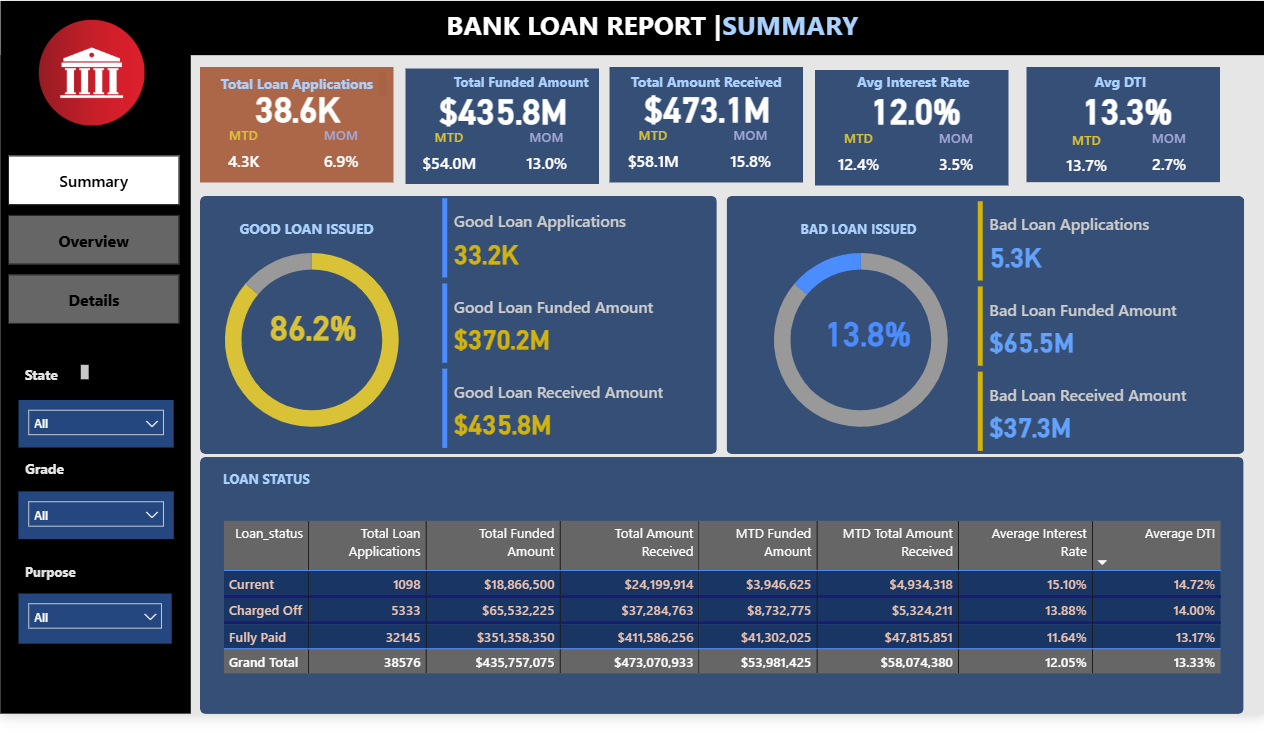 BANK LOAN REPORT |SUMMARY
Summary
Overview
Details
State
All
Grade
All
Purpose
All
Total Loan Applications
38.6K
MTD MOM
4.3K 6.9%
Total Funded Amount
$435.8M
MTD MOM
$54.0M 13.0%
Total Amount Received
$473.1M
MTD MOM
$58.1M 15.8%
Avg Interest Rate
12.0%
MTD MOM
12.4% 3.5%
Avg DTI
13.3%
MTD MOM
13.7% 2.7%
GOOD LOAN ISSUED
86.2%
Good Loan Applications
33.2K
Good Loan Funded Amount
$370.2M
Good Loan Received Amount
$435.8M
BAD LOAN ISSUED
13.8%
Bad Loan Applications
5.3K
Bad Loan Funded Amount
$65.5M
Bad Loan Received Amount
$37.3M
LOAN STATUS
Loan_status Total Loan Total Funded Total Amount MTD Funded MTD Total Amount Average Interest Average DTI
Applications Amount Received Amount Received Rate
Current 1098 $18,866,500 $24,199,914 $3,946,625 $4,934,318 15.10% 14.72%
Charged Off 5333 $65,532,225 $37,284,763 $8,732,775 $5,324,211 13.88% 14.00%
Fully Paid 32145 $351,358,350 $411,586,256 $41,302,025 $47,815,851 11.64% 13.17%
Grand Total 38576 $435,757,075 $473,070,933 $53,981,425 $58,074,380 12.05% 13.33%